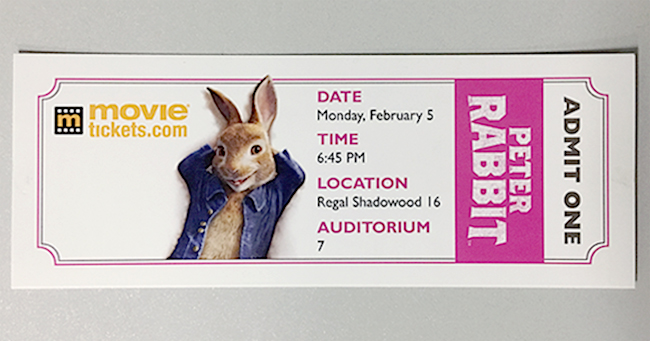 m movie
tickets.com
DATE
Monday, February 5
TIME
6:45 PM
LOCATION
Regal Shadowood 16
AUDITORIUM
7
PETER
RABBIT
ADMIT ONE